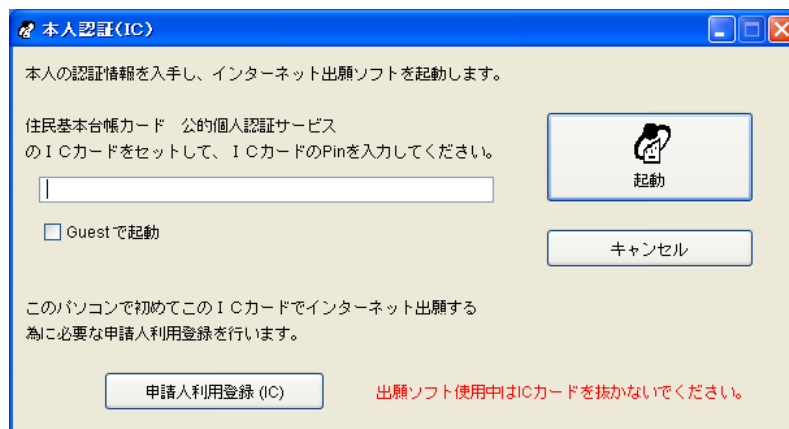 本人認証(IC)
本人の認証情報を入手し、インターネット出願ソフトを起動します。
住民基本台帳カード　公的個人認証サービス
のＩＣカードをセットして、ＩＣカードのPinを入力してください。
起動
Guestで起動
キャンセル
このパソコンで初めてこのＩＣカードでインターネット出願する
為に必要な申請人利用登録を行います。
申請人利用登録 (IC)
出願ソフト使用中はICカードを抜かないでください。